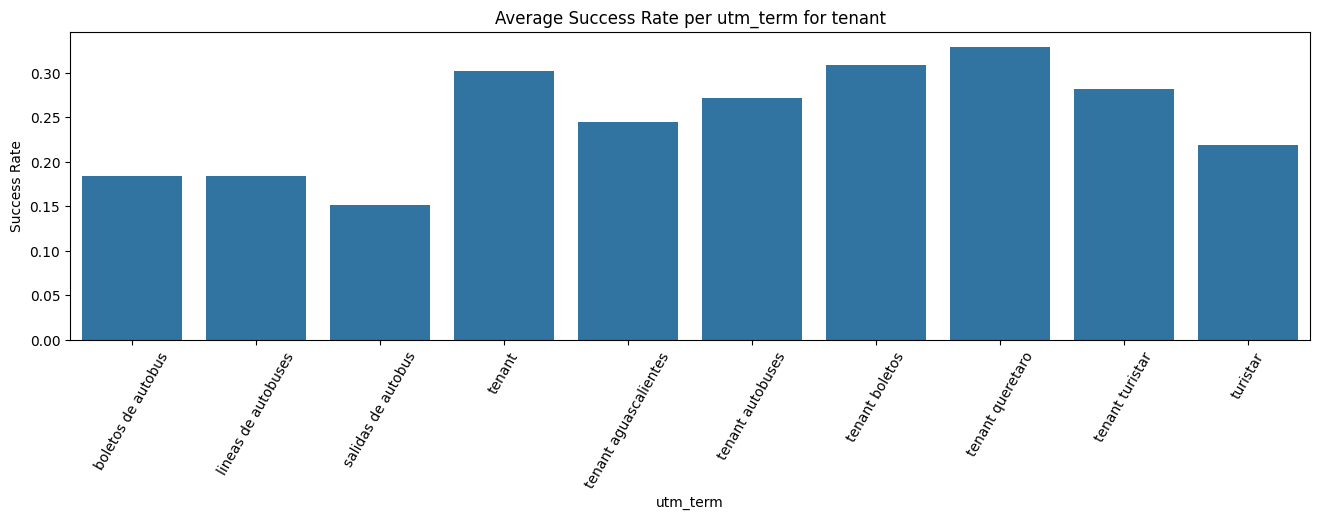 Average Success Rate per utm_term for tenant
Success Rate
0.30
0.25
0.20
0.15
0.10
0.05
0.00
boletos de autobus
lineas de autobuses
salidas de autobus
tenant
tenant aguascalientes
tenant autobuses
tenant boletos
tenant queretaro
tenant turistar
turistar
utm_term